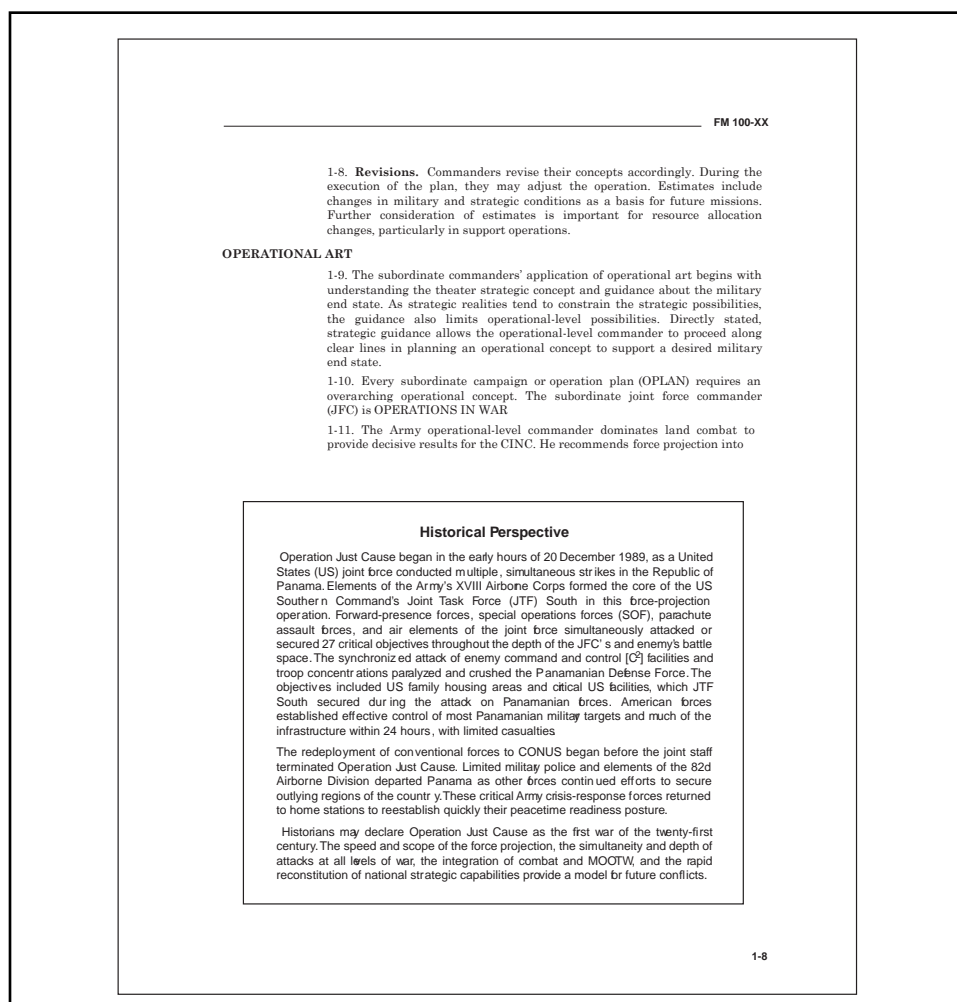 FM 100-XX
1-8. Revisions. Commanders revise their concepts accordingly. During the
execution of the plan, they may adjust the operation. Estimates include
changes in military and strategic conditions as a basis for future missions.
Further consideration of estimates is important for resource allocation
changes, particularly in support operations.
OPERATIONAL ART
1-9. The subordinate commanders' application of operational art begins with
understanding the theater strategic concept and guidance about the military
end state. As strategic realities tend to constrain the strategic possibilities,
the guidance also limits operational-level possibilities. Directly stated,
strategic guidance allows the operational-level commander to proceed along
clear lines in planning an operational concept to support a desired military
end state.
1-10. Every subordinate campaign or operation plan (OPLAN) requires an
overarching operational concept. The subordinate joint force commander
(JFC) is OPERATIONS IN WAR
1-11. The Army operational-level commander dominates land combat to
provide decisive results for the CINC. He recommends force projection into
Historical Perspective
Operation Just Cause began in the early hours of 20 December 1989, as a United
States (US) joint force conducted multiple, simultaneous strikes in the Republic of
Panama. Elements of the Army's XVIII Airborne Corps formed the core of the US
Southern Command's Joint Task Force (JTF) South in this force-projection
operation. Forward-presence forces, special operations forces (SOF), parachute
assault forces, and air elements of the joint force simultaneously attacked or
secured 27 critical objectives throughout the depth of the JFC's and enemy's battle
space. The synchronized attack of enemy command and control [C²] facilities and
troop concentrations paralyzed and crushed the Panamanian Defense Force. The
objectives included US family housing areas and critical US facilities, which JTF
South secured during the attack on Panamanian forces. American forces
established effective control of most Panamanian military targets and much of the
infrastructure within 24 hours, with limited casualties.
The redeployment of conventional forces to CONUS began before the joint staff
terminated Operation Just Cause. Limited military police and elements of the 82d
Airborne Division departed Panama as other forces continued efforts to secure
outlying regions of the country. These critical Army crisis-response forces returned
to home stations to reestablish quickly their peacetime readiness posture.
Historians may declare Operation Just Cause as the first war of the twenty-first
century. The speed and scope of the force projection, the simultaneity and depth of
attacks at all levels of war, the integration of combat and MOOTW, and the rapid
reconstitution of national strategic capabilities provide a model for future conflicts.
1-8